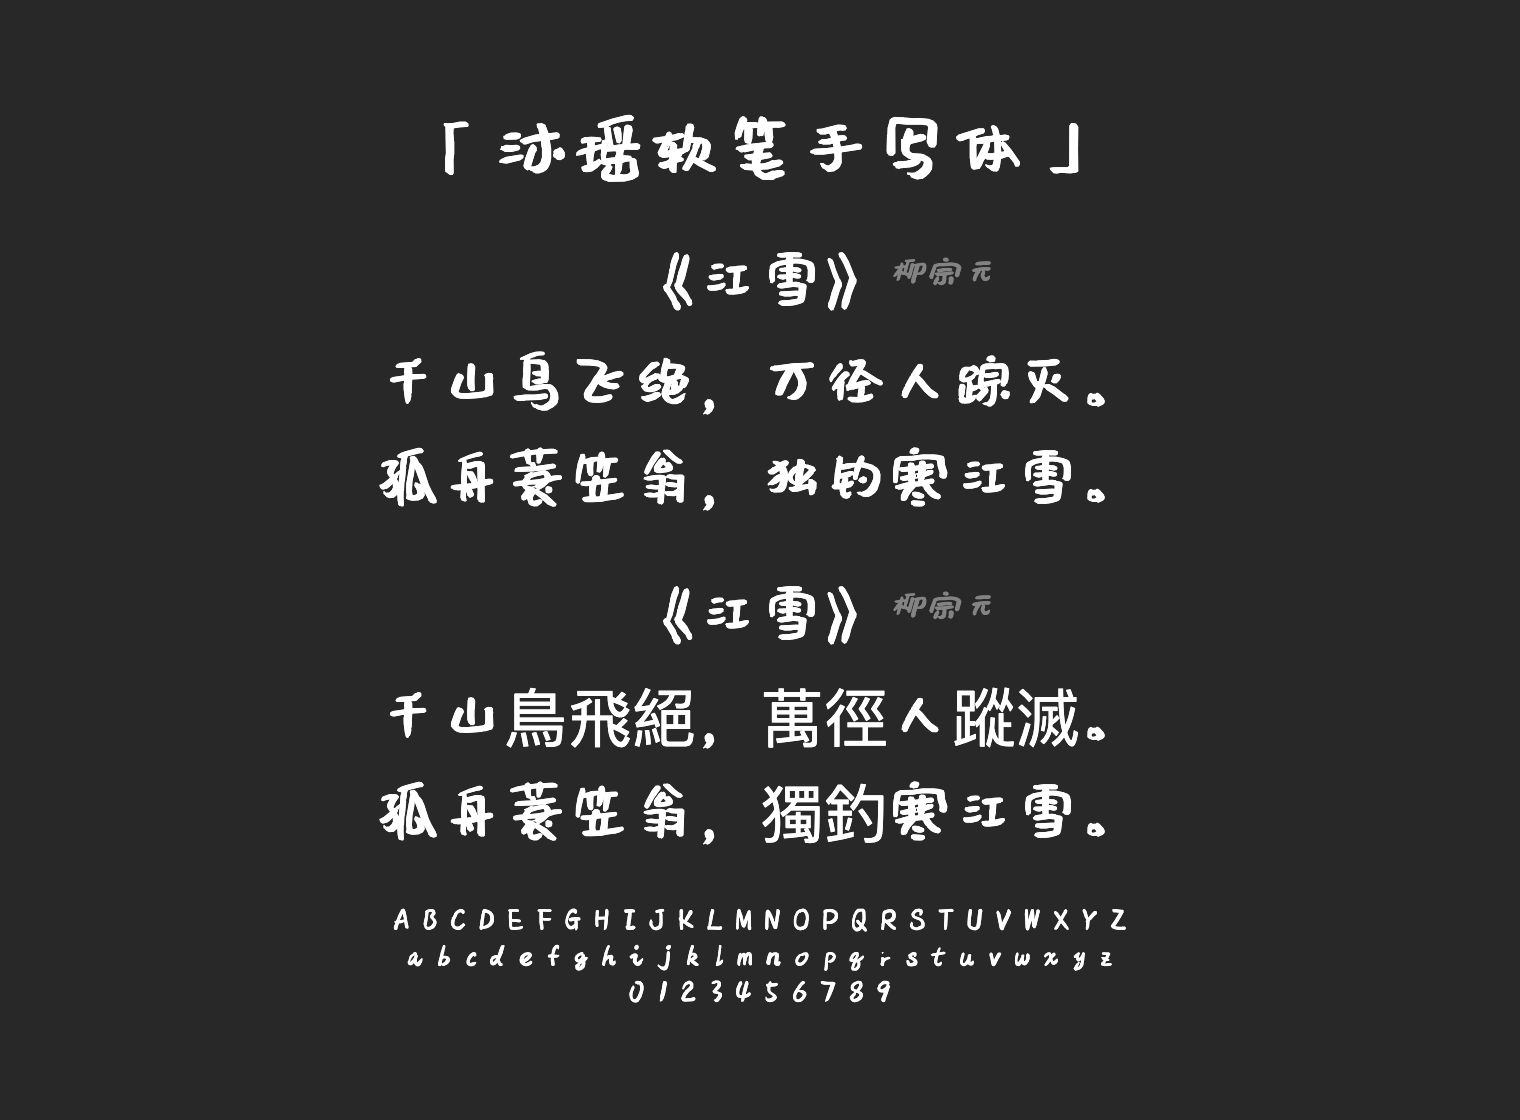 「沐瑶软笔手写体」
《江雪》 柳宗元
千山鸟飞绝，万径人踪灭。
孤舟蓑笠翁，独钓寒江雪。
《江雪》 柳宗元
千山鳥飛絕，萬徑人蹤滅。
孤舟蓑笠翁，獨釣寒江雪。
A B C D E F G H I J K L M N O P Q R S T U V W X Y Z
a b c d e f g h i j k l m n o p q r s t u v w x y z
0 1 2 3 4 5 6 7 8 9